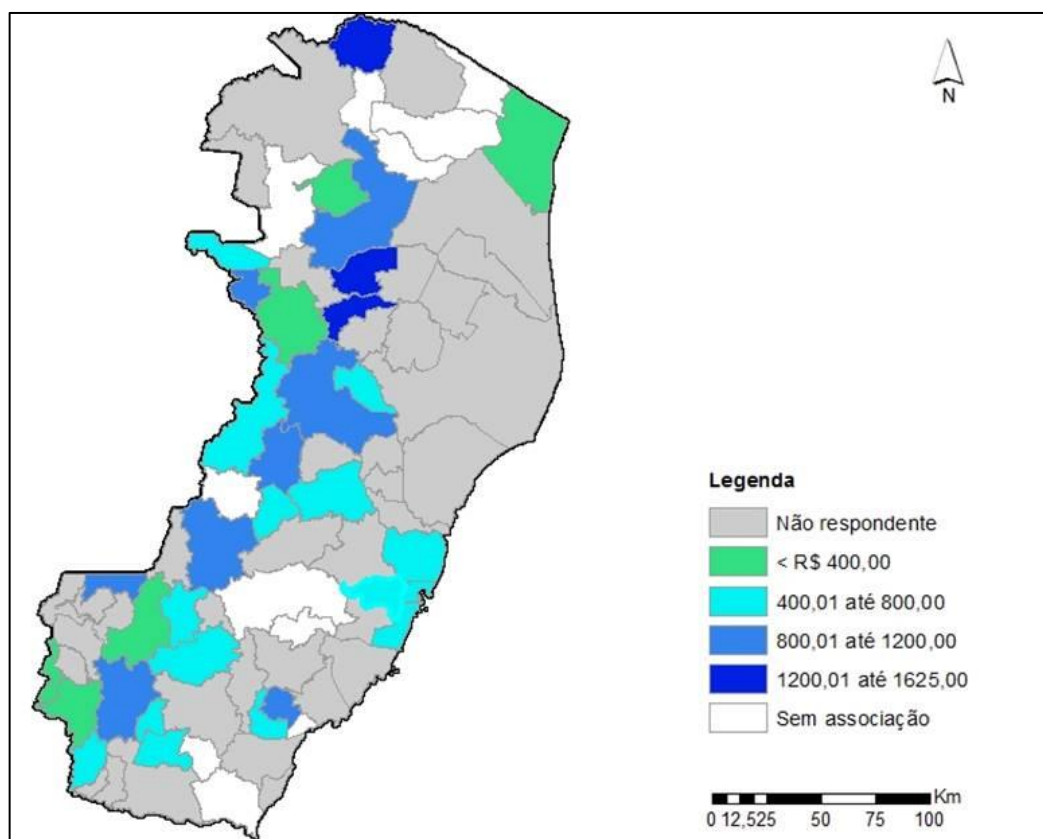 N
Legenda
Não respondente
< R$ 400,00
400,01 até 800,00
800,01 até 1200,00
1200,01 até 1625,00
Sem associação
Km
0 12,525 50 75 100